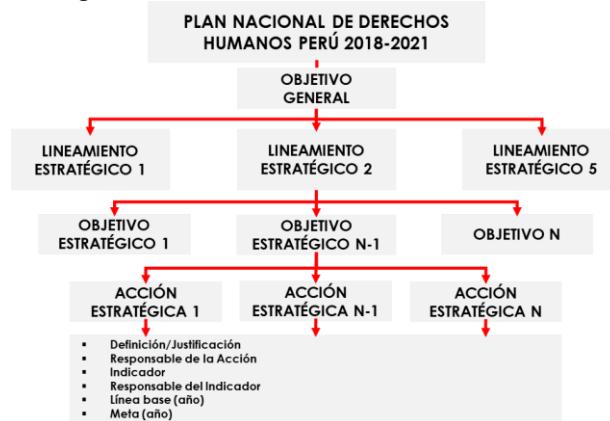 PLAN NACIONAL DE DERECHOS
HUMANOS PERÚ 2018-2021
OBJETIVO
GENERAL
LINEAMIENTO
ESTRATÉGICO 1
LINEAMIENTO
ESTRATÉGICO 2
LINEAMIENTO
ESTRATÉGICO 5
OBJETIVO
ESTRATÉGICO 1
OBJETIVO
ESTRATÉGICO N-1
OBJETIVO N
ACCIÓN
ESTRATÉGICA 1
ACCIÓN
ESTRATÉGICA N-1
ACCIÓN
ESTRATÉGICA N
▪ Definición/Justificación
▪ Responsable de la Acción
▪ Indicador
▪ Responsable del Indicador
▪ Línea base (año)
▪ Meta (año)